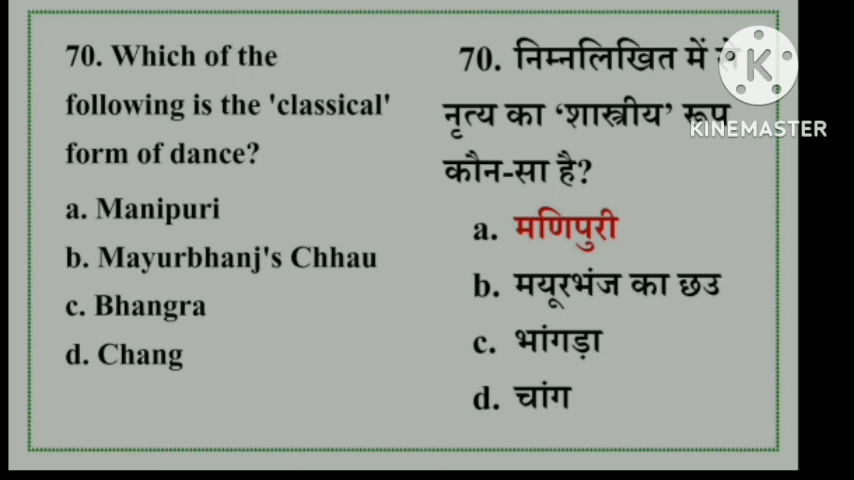 70. Which of the
following is the 'classical'
form of dance?
a. Manipuri
b. Mayurbhanj's Chhau
c. Bhangra
d. Chang
70. निम्नलिखित में से
नृत्य का ‘शास्त्रीय’ रूप
कौन-सा है?
a. मणिपुरी
b. मयूरभंज का छउ
c. भांगड़ा
d. चांग
K
KINEMASTER